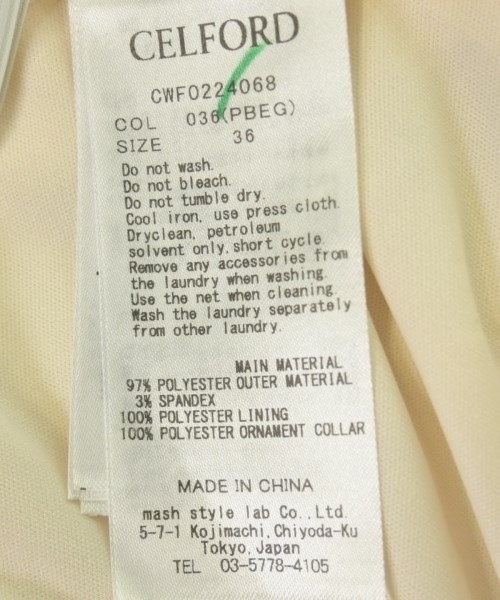 CELFORD
CWF0224068
COL 036(PBEG)
SIZE 36
Do not wash.
Do not bleach.
Do not tumble dry.
Cool iron, use press cloth.
Dryclean, petroleum
solvent only,short cycle.
Remove any accessories from
the laundry when washing.
Use the net when cleaning.
Wash the laundry separately
from other laundry.
MAIN MATERIAL
97% POLYESTER OUTER MATERIAL
3% SPANDEX
100% POLYESTER LINING
100% POLYESTER ORNAMENT COLLAR
MADE IN CHINA
mash style lab Co.,Ltd.
5-7-1 Kojimachi,Chiyoda-Ku
Tokyo,Japan
TEL 03-5778-4105